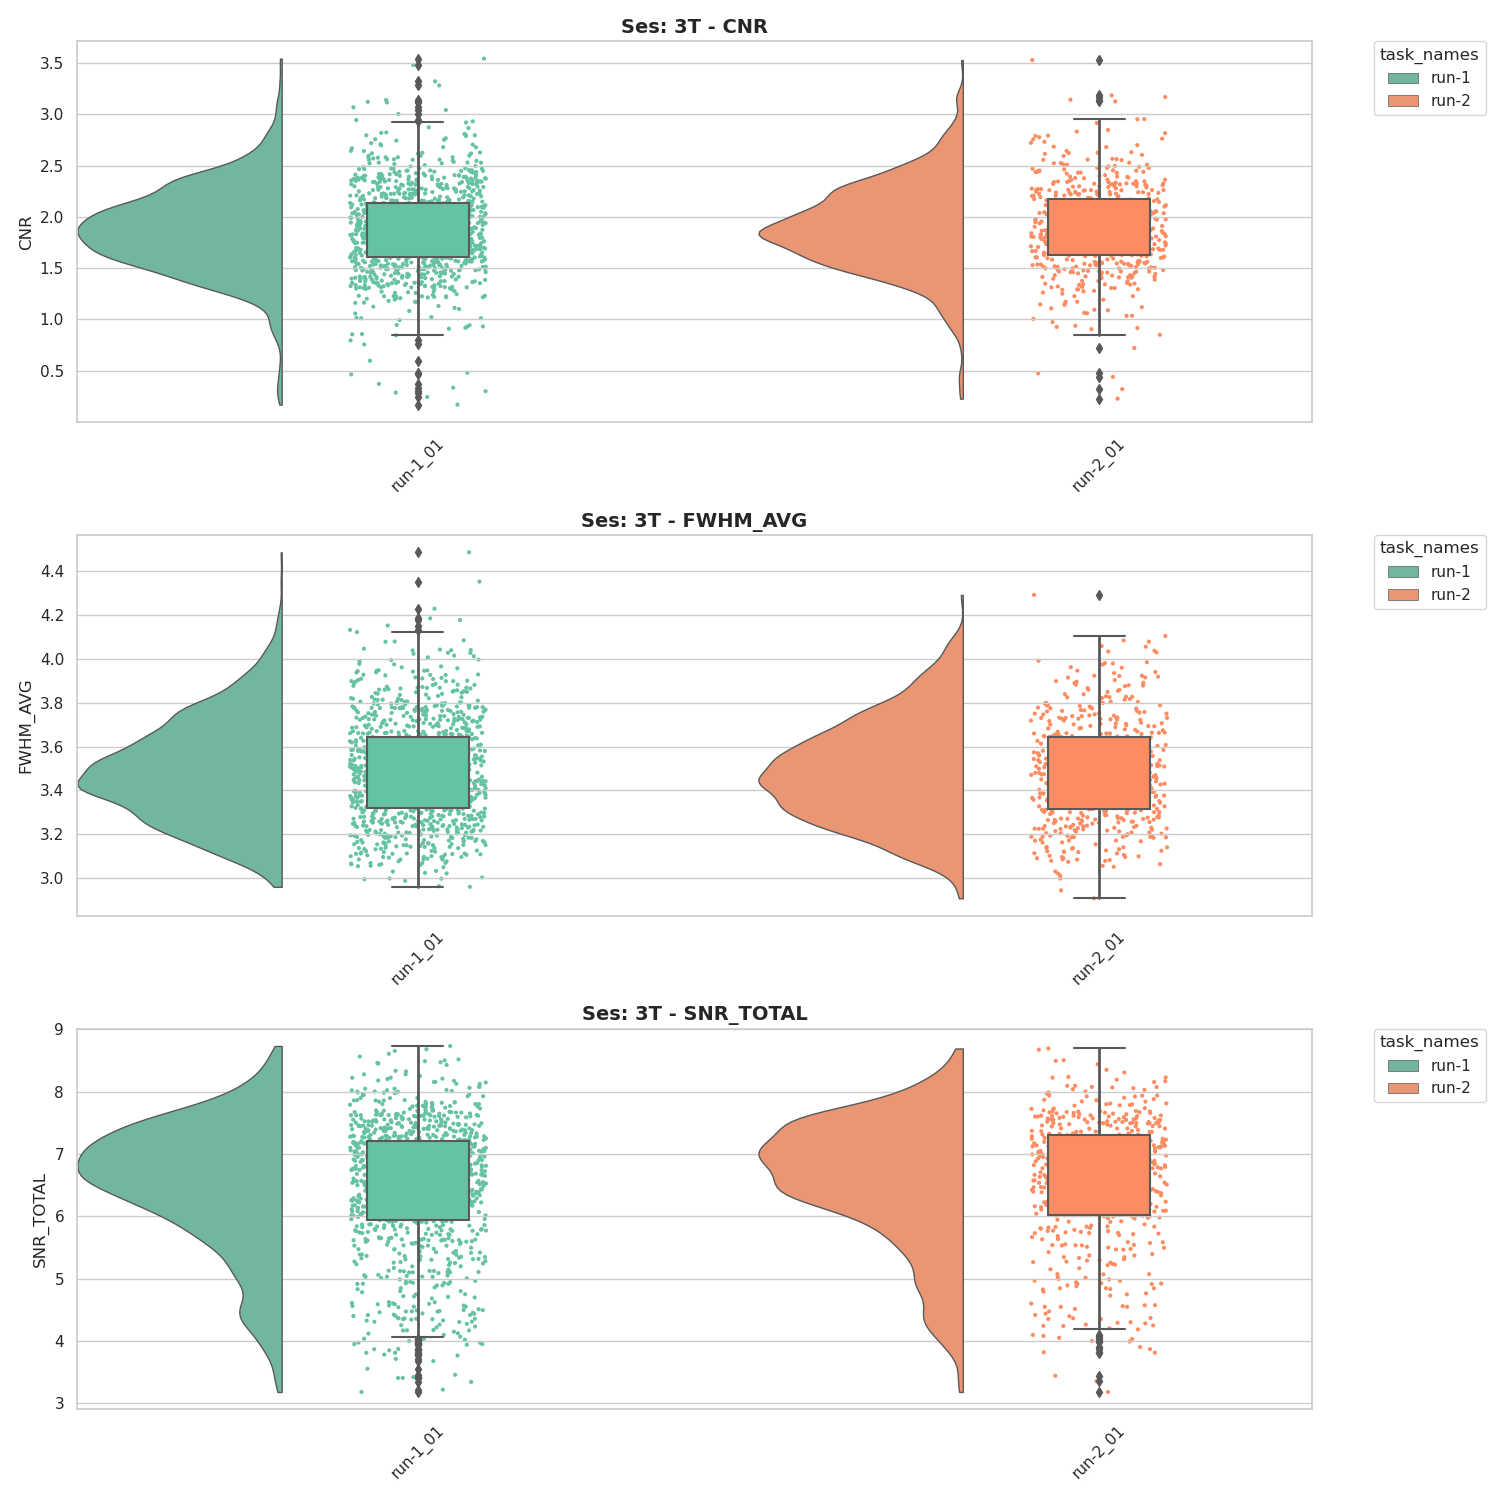 Ses: 3T - CNR
3.5
3.0
2.5
2.0
1.5
1.0
0.5
CNR
run-1_01
run-2_01
task_names
run-1
run-2
Ses: 3T - FWHM_AVG
4.4
4.2
4.0
3.8
3.6
3.4
3.2
3.0
FWHM_AVG
run-1_01
run-2_01
task_names
run-1
run-2
Ses: 3T - SNR_TOTAL
9
8
7
6
5
4
3
SNR_TOTAL
run-1_01
run-2_01
task_names
run-1
run-2